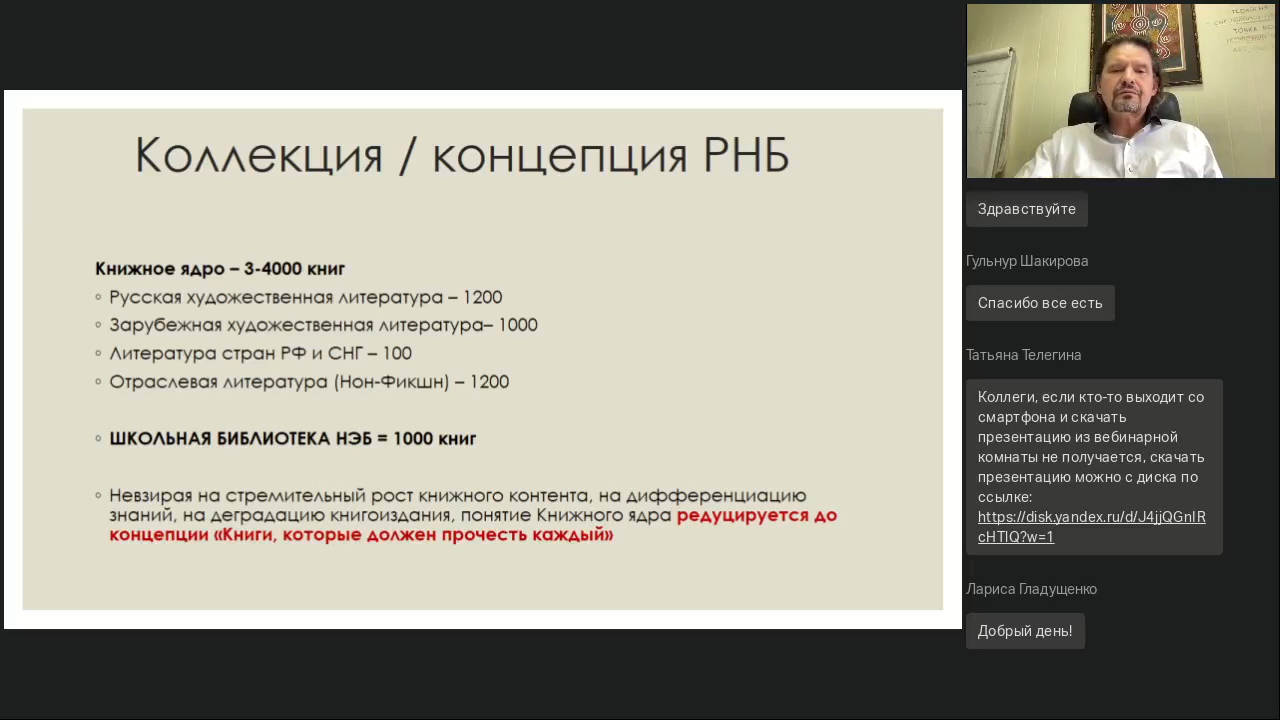 Коллекция / концепция РНБ
Книжное ядро – 3-4000 книг
◦ Русская художественная литература – 1200
◦ Зарубежная художественная литература– 1000
◦ Литература стран РФ и СНГ – 100
◦ Отраслевая литература (Нон-Фикшн) – 1200
◦ ШКОЛЬНАЯ БИБЛИОТЕКА НЭБ = 1000 книг
◦ Невзирая на стремительный рост книжного контента, на дифференциацию
знаний, на деградацию книгоиздания, понятие Книжного ядра редуцируется до
концепции «Книги, которые должен прочесть каждый»
ТОЧКА
Здравствуйте
Гульнур Шакирова
Спасибо все есть
Татьяна Телегина
Коллеги, если кто-то выходит со
смартфона и скачать
презентацию из вебинарной
комнаты не получается, скачать
презентацию можно с диска по
ссылке:
https://disk.yandex.ru/d/J4jjQGnIR
cHTIQ?w=1
Лариса Гладущенко
Добрый день!